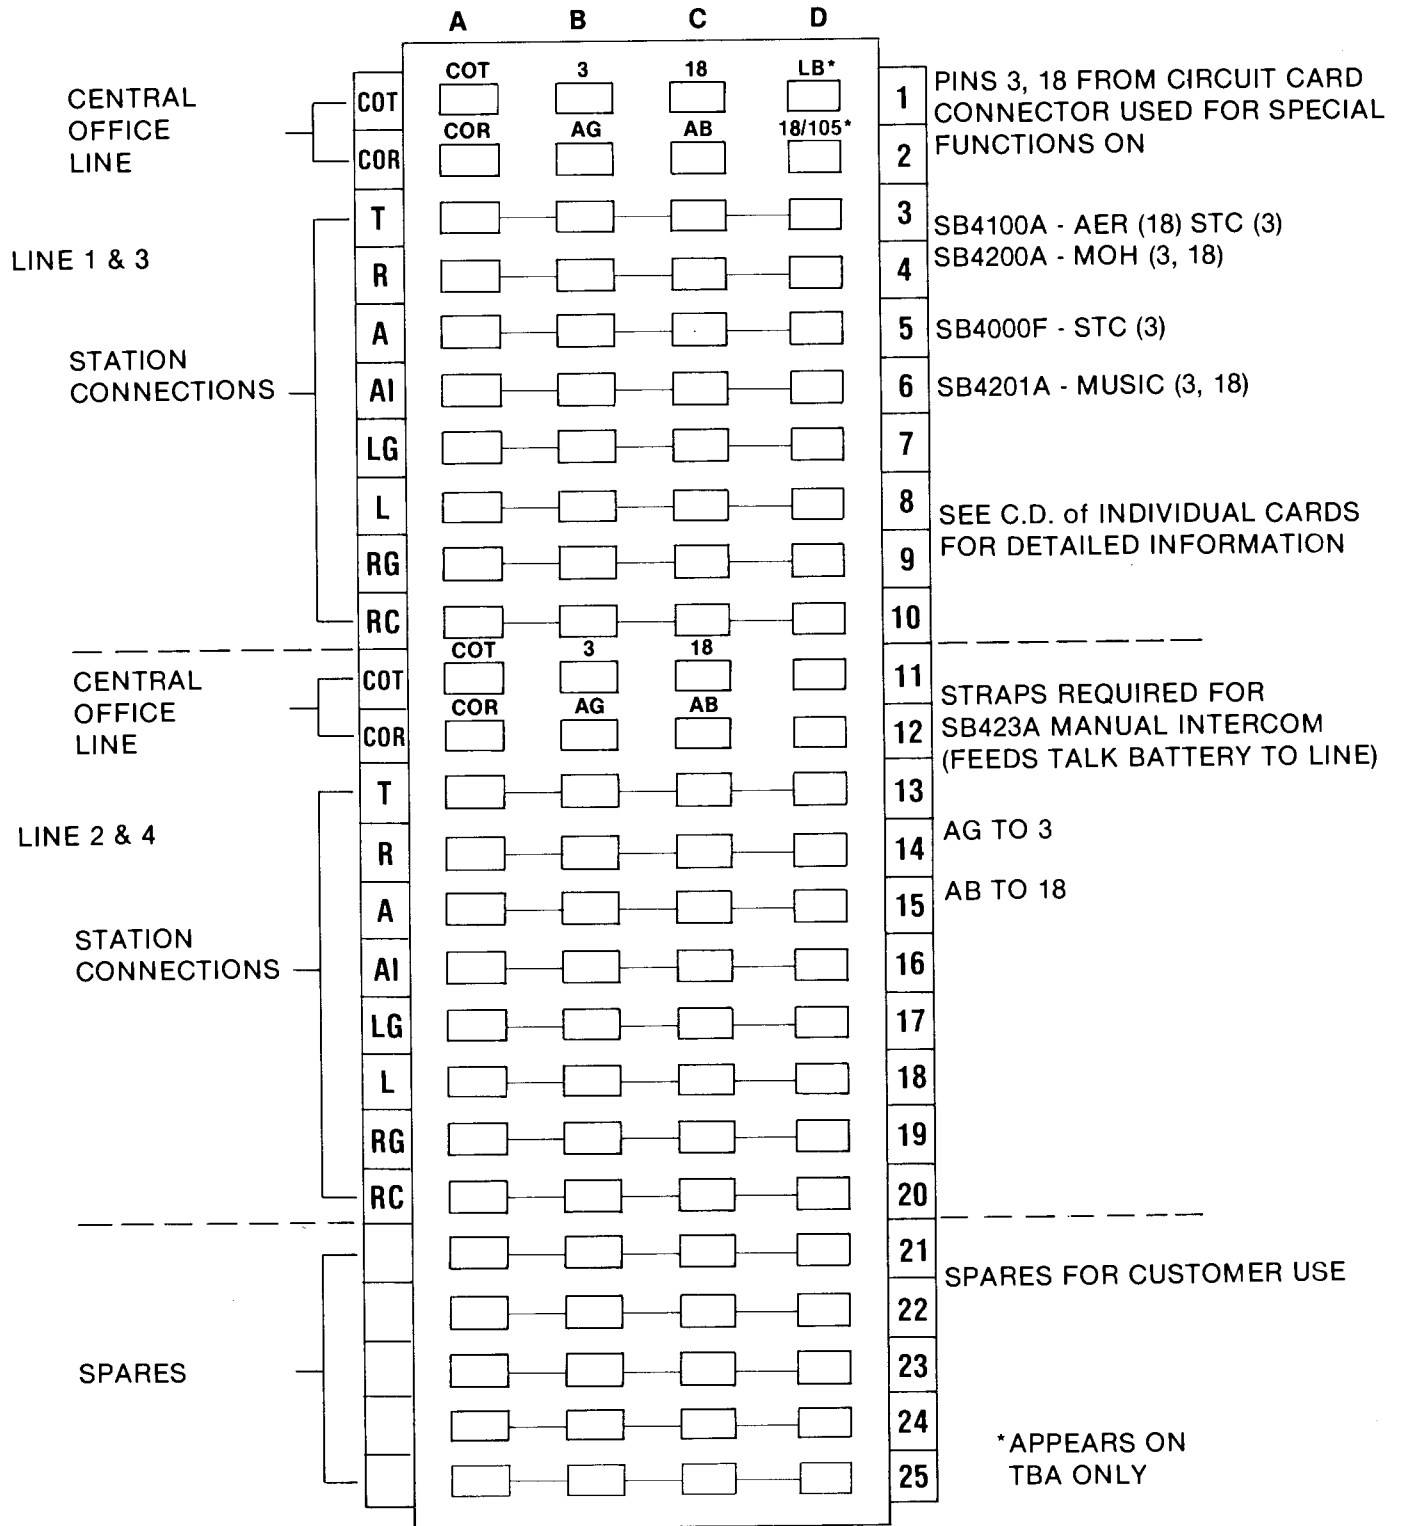 A B C D
COT 3 18 LB*
CENTRAL
OFFICE
LINE
COT
1
PINS 3, 18 FROM CIRCUIT CARD
CONNECTOR USED FOR SPECIAL
FUNCTIONS ON
COR AG AB 18/105*
COR
2
T
3
SB4100A - AER (18) STC (3)
LINE 1 & 3
R
4
SB4200A - MOH (3, 18)
A
5
SB4000F - STC (3)
STATION
CONNECTIONS
AI
6
SB4201A - MUSIC (3, 18)
LG
7
L
8
SEE C.D. of INDIVIDUAL CARDS
FOR DETAILED INFORMATION
RG
9
RC
10
COT 3 18
CENTRAL
OFFICE
LINE
COT
11
STRAPS REQUIRED FOR
SB423A MANUAL INTERCOM
(FEEDS TALK BATTERY TO LINE)
COR AG AB
COR
12
T
13
LINE 2 & 4
R
14
AG TO 3
A
15
AB TO 18
STATION
CONNECTIONS
AI
16
LG
17
L
18
RG
19
RC
20
21
SPARES FOR CUSTOMER USE
22
SPARES
23
24
25
*APPEARS ON
TBA ONLY